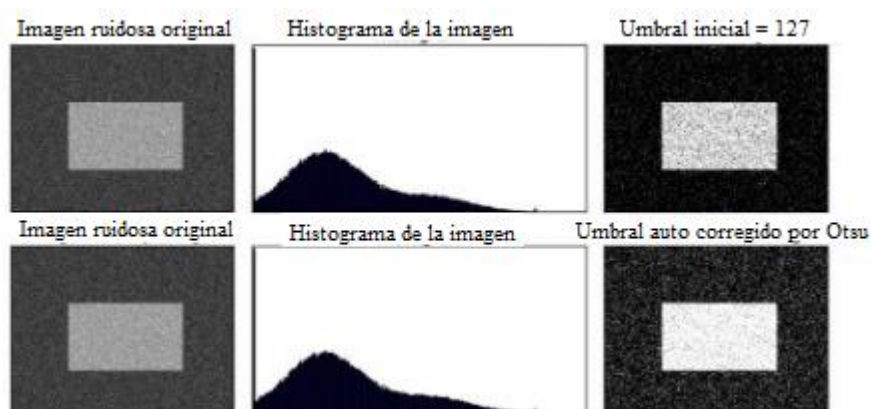 Imagen ruidosa original
Histograma de la imagen
Umbral inicial = 127
Imagen ruidosa original
Histograma de la imagen
Umbral auto corregido por Otsu